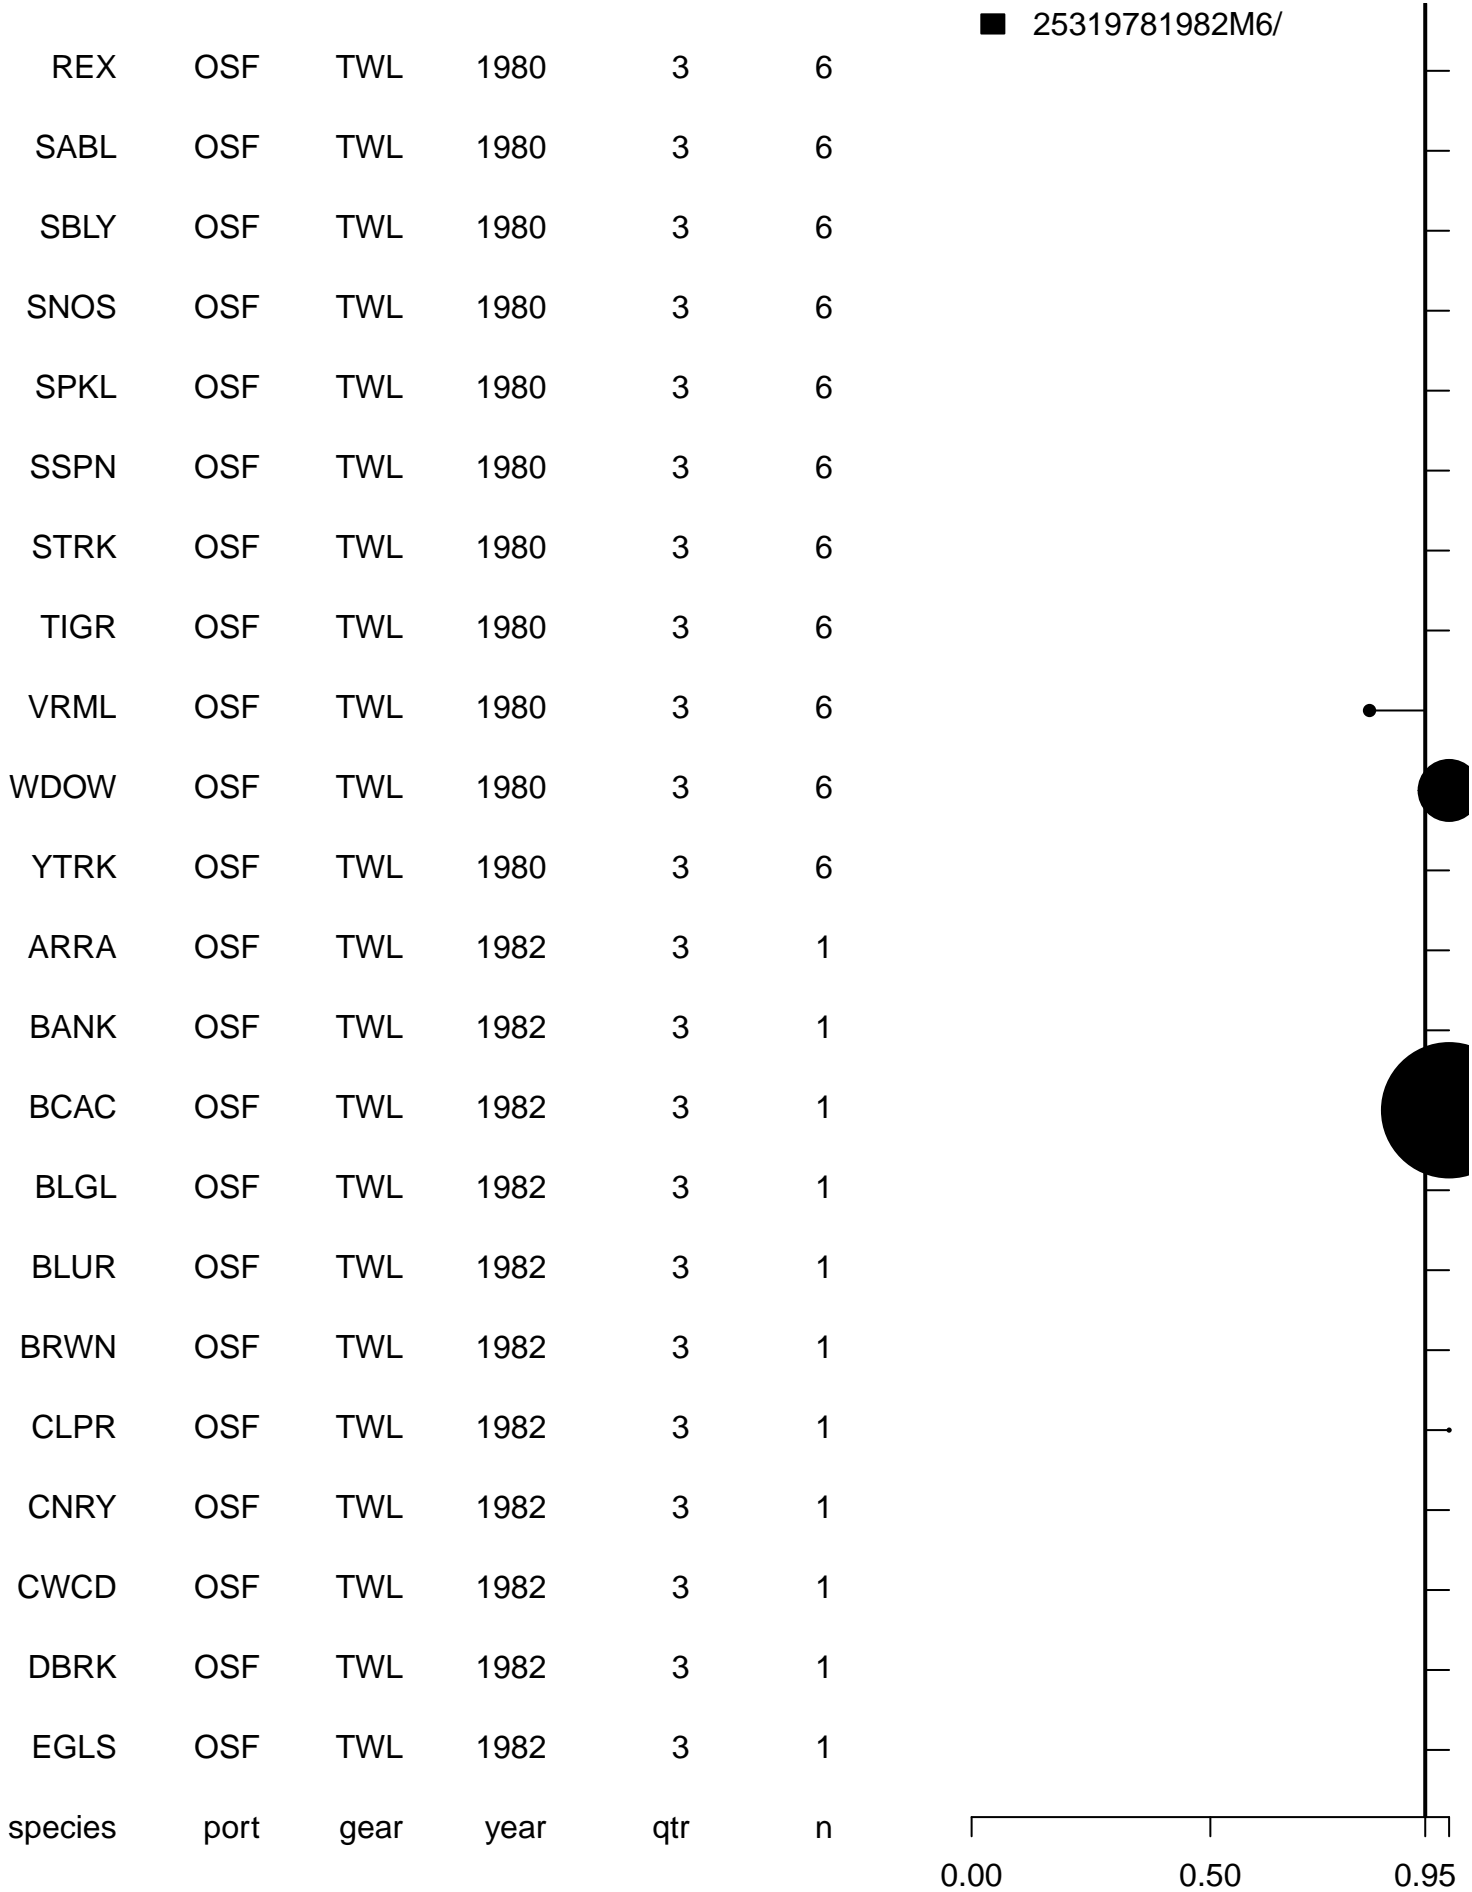 25319781982M6/
REX OSF TWL 1980 3 6
SABL OSF TWL 1980 3 6
SBLY OSF TWL 1980 3 6
SNOS OSF TWL 1980 3 6
SPKL OSF TWL 1980 3 6
SSPN OSF TWL 1980 3 6
STRK OSF TWL 1980 3 6
TIGR OSF TWL 1980 3 6
VRML OSF TWL 1980 3 6
WDOW OSF TWL 1980 3 6
YTRK OSF TWL 1980 3 6
ARRA OSF TWL 1982 3 1
BANK OSF TWL 1982 3 1
BCAC OSF TWL 1982 3 1
BLGL OSF TWL 1982 3 1
BLUR OSF TWL 1982 3 1
BRWN OSF TWL 1982 3 1
CLPR OSF TWL 1982 3 1
CNRY OSF TWL 1982 3 1
CWCD OSF TWL 1982 3 1
DBRK OSF TWL 1982 3 1
EGLS OSF TWL 1982 3 1
species port gear year qtr n
0.00 0.50 0.95